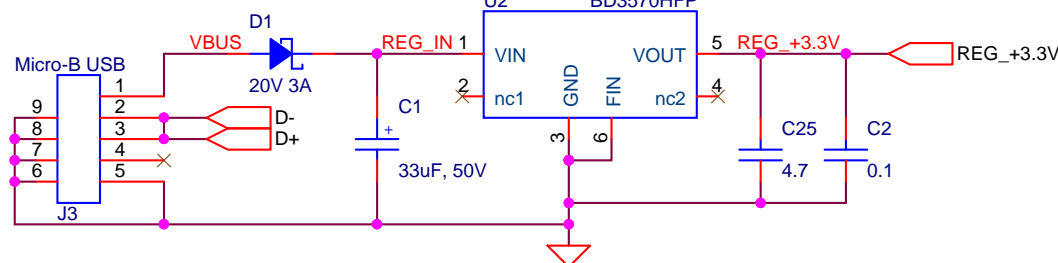 U2 BD3570HFP
D1
VBUS REG_IN 1 VIN VOUT 5 REG_+3.3V REG_+3.3V
Micro-B USB
20V 3A
2 nc1 GND FIN nc2 4
1
9 2 D-
8 3 D+
7 4
6 5
J3
C1
+
33uF, 50V
3 6
C25 C2
4.7 0.1